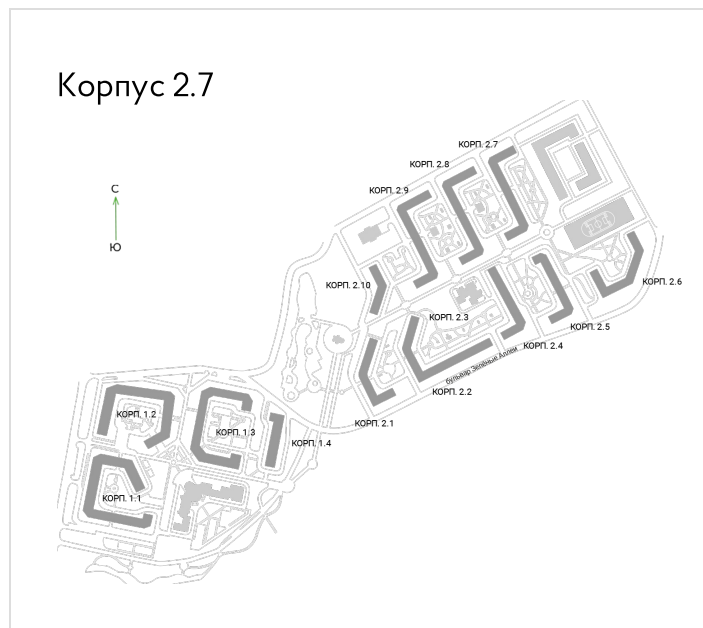 Корпус 2.7
КОРП. 2.7
КОРП. 2.8
КОРП. 2.9
С
Ю
КОРП. 2.10
КОРП. 2.6
КОРП. 2.3
КОРП. 2.5
КОРП. 2.4
бульвар Зелёные Аллеи
КОРП. 2.2
КОРП. 2.1
КОРП. 1.2
КОРП. 1.3
КОРП. 1.4
КОРП. 1.1